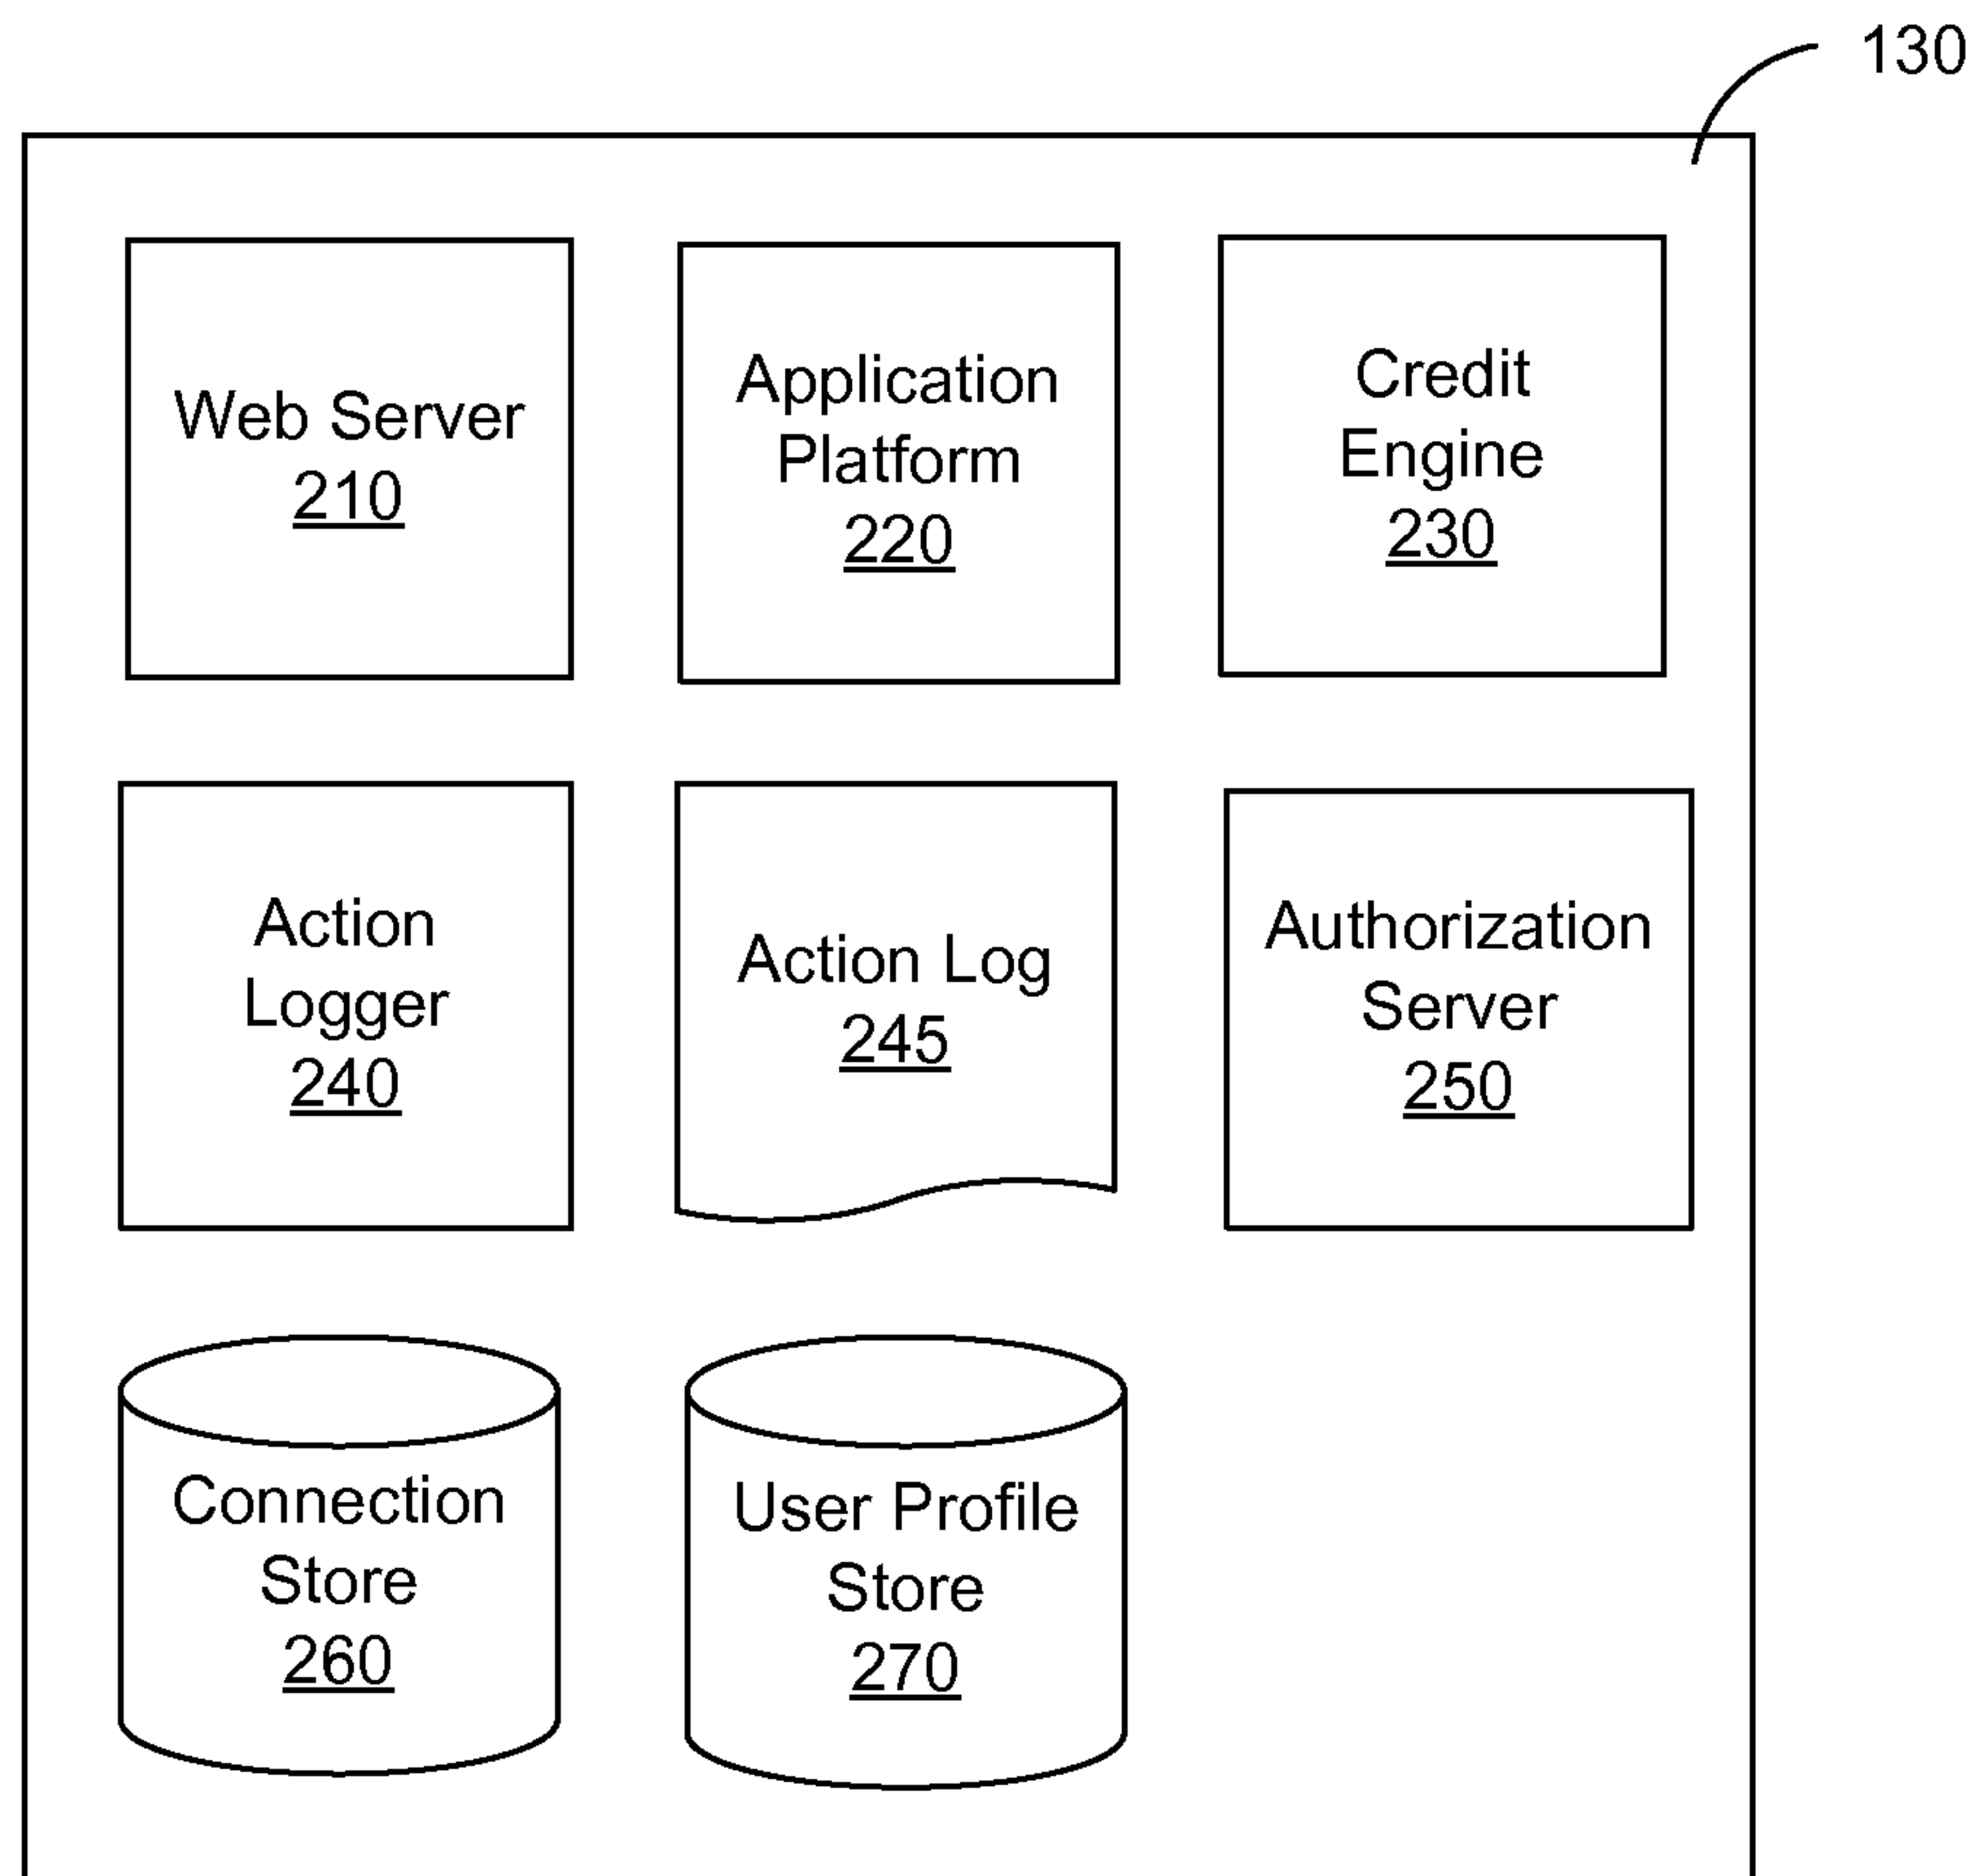 130
Web Server
210
Application
Platform
220
Credit
Engine
230
Action
Logger
240
Action Log
245
Authorization
Server
250
Connection
Store
260
User Profile
Store
270